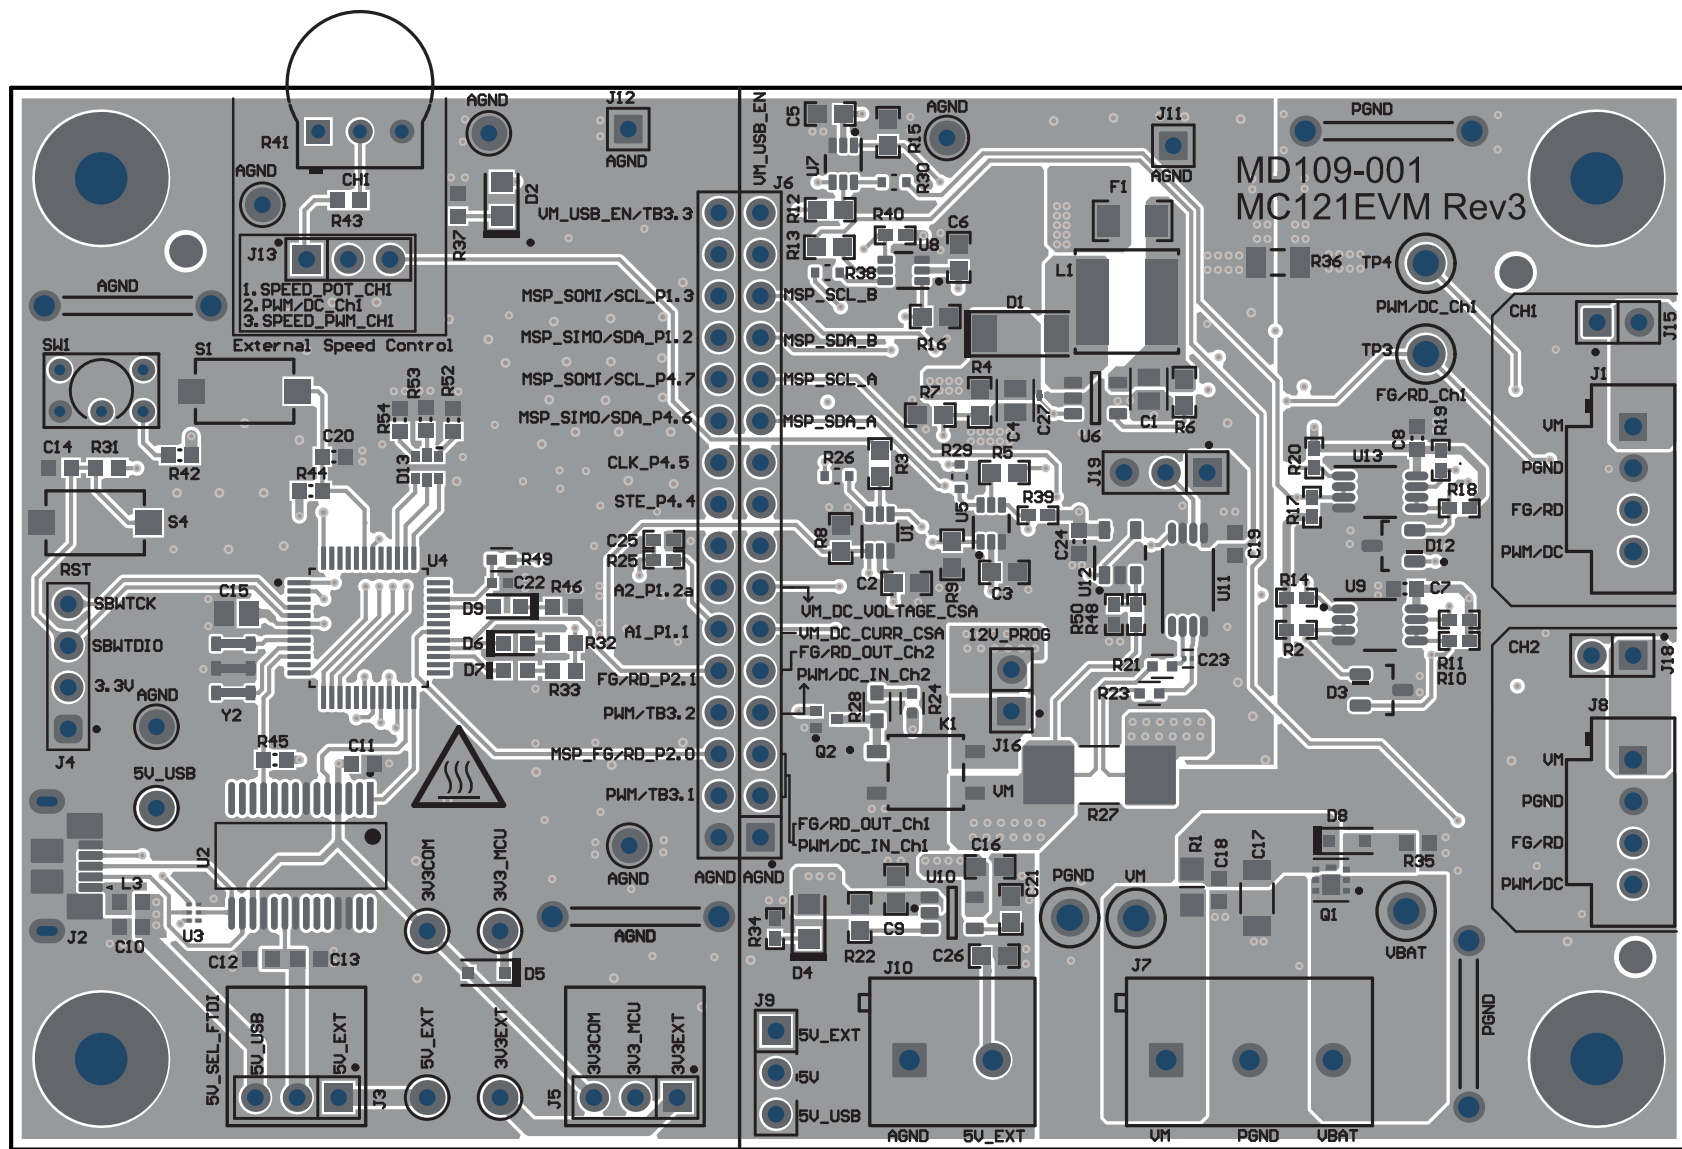 J12
AGND
AGND
R41
CH1
AGND
R43
D2
R37
J13
1.SPEED_POT_CH1
2.PWM/DC_Ch1
3.SPEED_PWM_CH1
External Speed Control
AGND
SW1
S1
C14
R31
R42
S4
RST
R54
R53
R52
C20
R44
D13
U4
SBWTCK
SBWTDIO
3.3V
J4
C15
Y2
AGND
5V_USB
R45
C11
R49
C22
R46
D9
D6
D7
R32
R33
C25
R25
VM_USB_EN
J6
VM_USB_EN/TB3.3
MSP_SOMI/SCL_P1.3
MSP_SIMO/SDA_P1.2
MSP_SOMI/SCL_P4.7
MSP_SIMO/SDA_P4.6
CLK_P4.5
STE_P4.4
A2_P1.2a
A1_P1.1
FG/RD_P2.1
PWM/TB3.2
MSP_FG/RD_P2.0
PWM/TB3.1
AGND
AGND
MSP_SCL_B
MSP_SDA_B
MSP_SCL_A
MSP_SDA_A
VM_DC_VOLTAGE_CSA
VM_DC_CURR_CSA
FG/RD_OUT_Ch2
PWM/DC_IN_Ch2
FG/RD_OUT_Ch1
PWM/DC_IN_Ch1
C5
U7
R15
R30
AGND
R12
R13
R40
U8
C6
R38
R16
D1
L1
F1
J11
AGND
PGND
MD109-001
MC121EVM Rev3
R36
TP4
PWM/DC_Ch1
TP3
FG/RD_Ch1
CH1
J15
J1
VM
PGND
FG/RD
PWM/DC
R4
R7
C4
C27
U6
C1
R6
R3
R26
R29
R5
R39
U5
U1
R8
C2
R9
C3
J19
C24
U12
C19
U11
R50
R48
R21
R23
C23
R20
U13
C8
R19
R18
R17
D12
R14
U9
C7
R2
R11
R10
D3
CH2
J18
J8
VM
PGND
FG/RD
PWM/DC
12V_PROG
J16
R28
R24
Q2
K1
VM
R27
U2
L3
J2
C10
U3
C12
C13
3V3COM
3V3_MCU
AGND
AGND
D5
5V_SEL_FTDI
5V_USB
5V_EXT
J3
5V_EXT
3V3EXT
J5
3V3COM
3V3_MCU
3V3EXT
R34
D4
R22
C9
U10
C16
C21
C26
J10
AGND
5V_EXT
J9
5V_EXT
5V
5V_USB
PGND
VM
R1
C18
C17
D8
R35
Q1
VBAT
J7
VM
PGND
VBAT
PGND